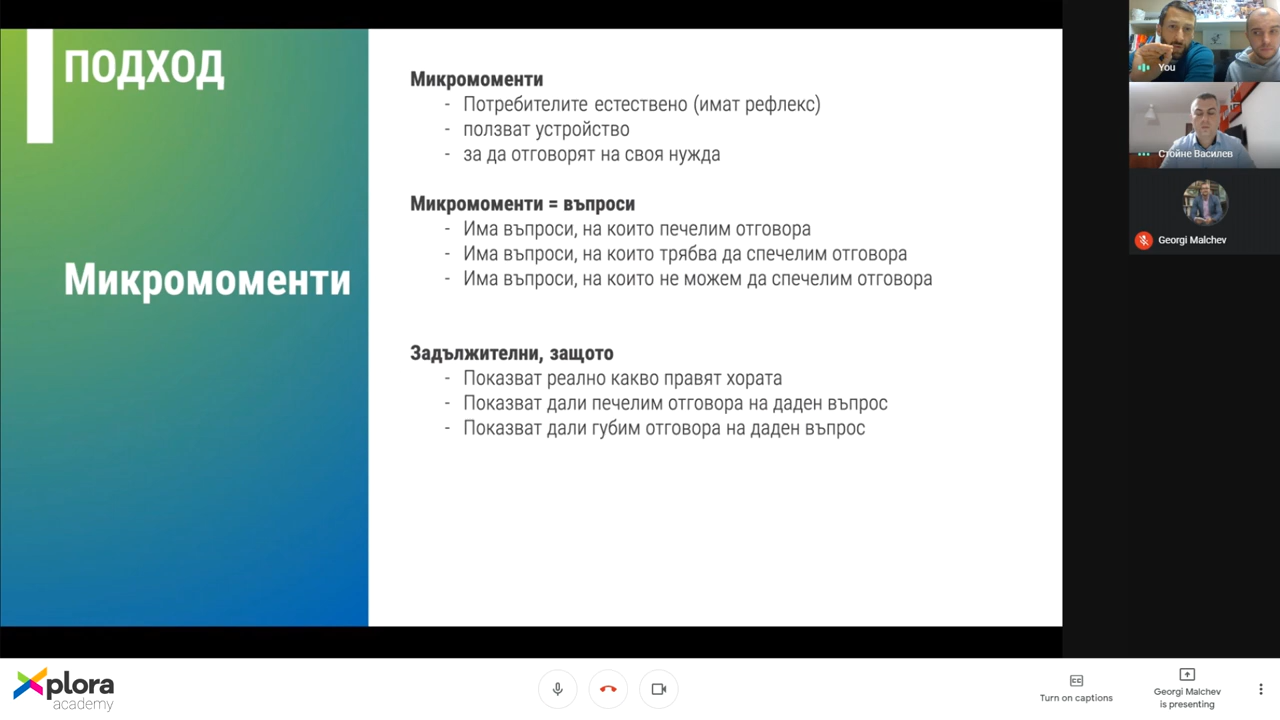 ПОДХОД
Микромоменти
Микромоменти
- Потребителите естествено (имат рефлекс)
- ползват устройство
- за да отговорят на своя нужда
Микромоменти = въпроси
- Има въпроси, на които печелим отговора
- Има въпроси, на които трябва да спечелим отговора
- Има въпроси, на които не можем да спечелим отговора
Задължителни, защото
- Показват реално какво правят хората
- Показват дали печелим отговора на даден въпрос
- Показват дали губим отговора на даден въпрос
You
Стойне Василев
Georgi Malchev
Xplora
academy
Turn on captions
Georgi Malchev
is presenting